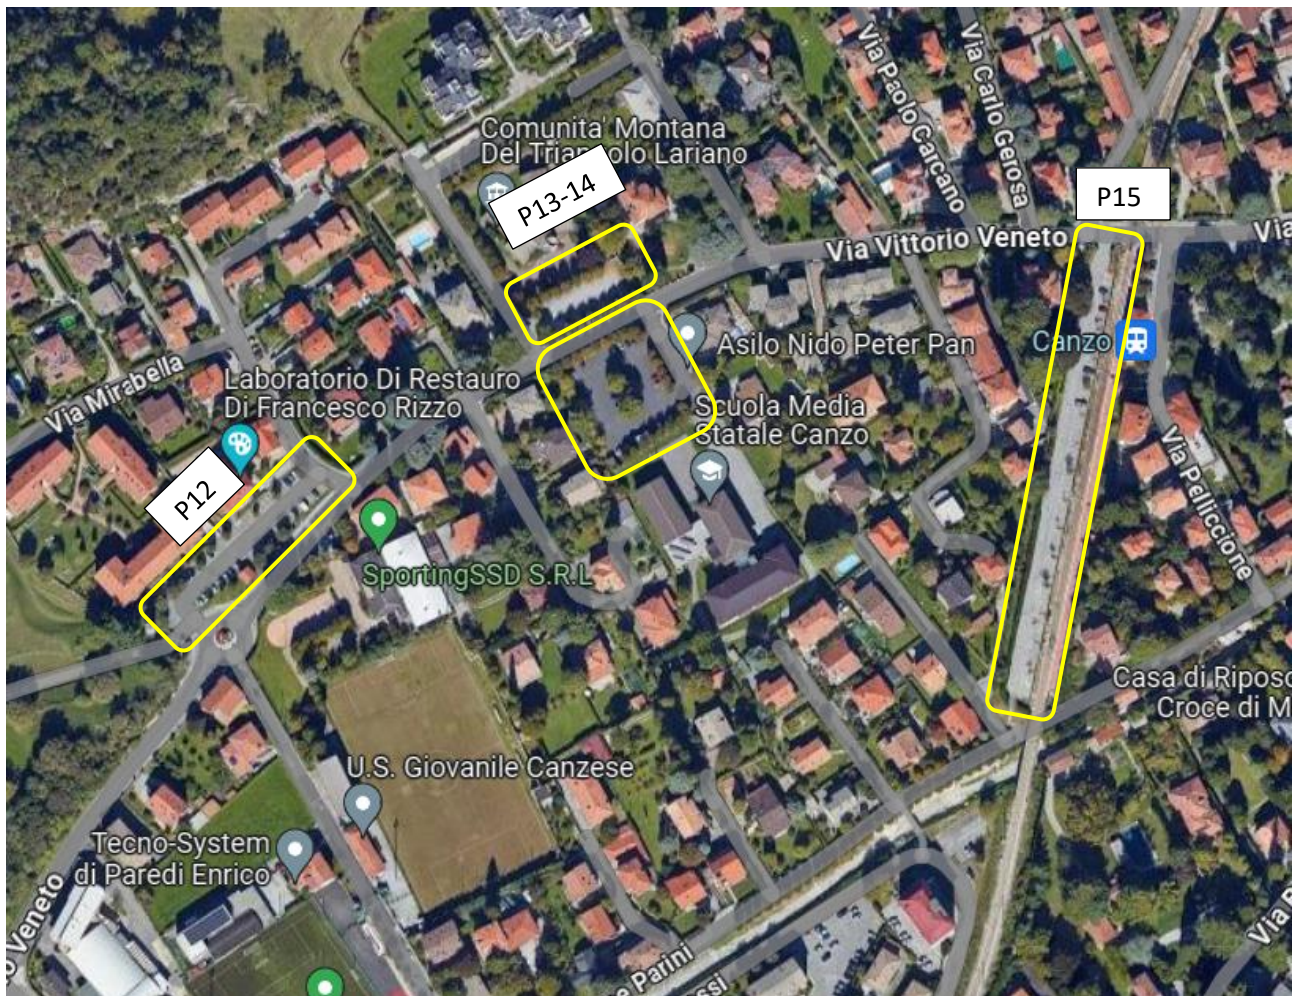 Via Paolo Carcano
Via Carlo Gerosa
Comunita' Montana
Del Triangolo Lariano
P13-14
P15
Via Vittorio Veneto
Via
Canzo
Asilo Nido Peter Pan
Via Mirabella
Laboratorio Di Restauro
Di Francesco Rizzo
Scuola Media
Statale Canzo
P12
Via Pelliccione
SportingSSD S.R.L
Casa di Riposo
Croce di M
U.S. Giovanile Canzese
Tecno-System
di Paredi Enrico
o Veneto
e Parini
ssi
Via P